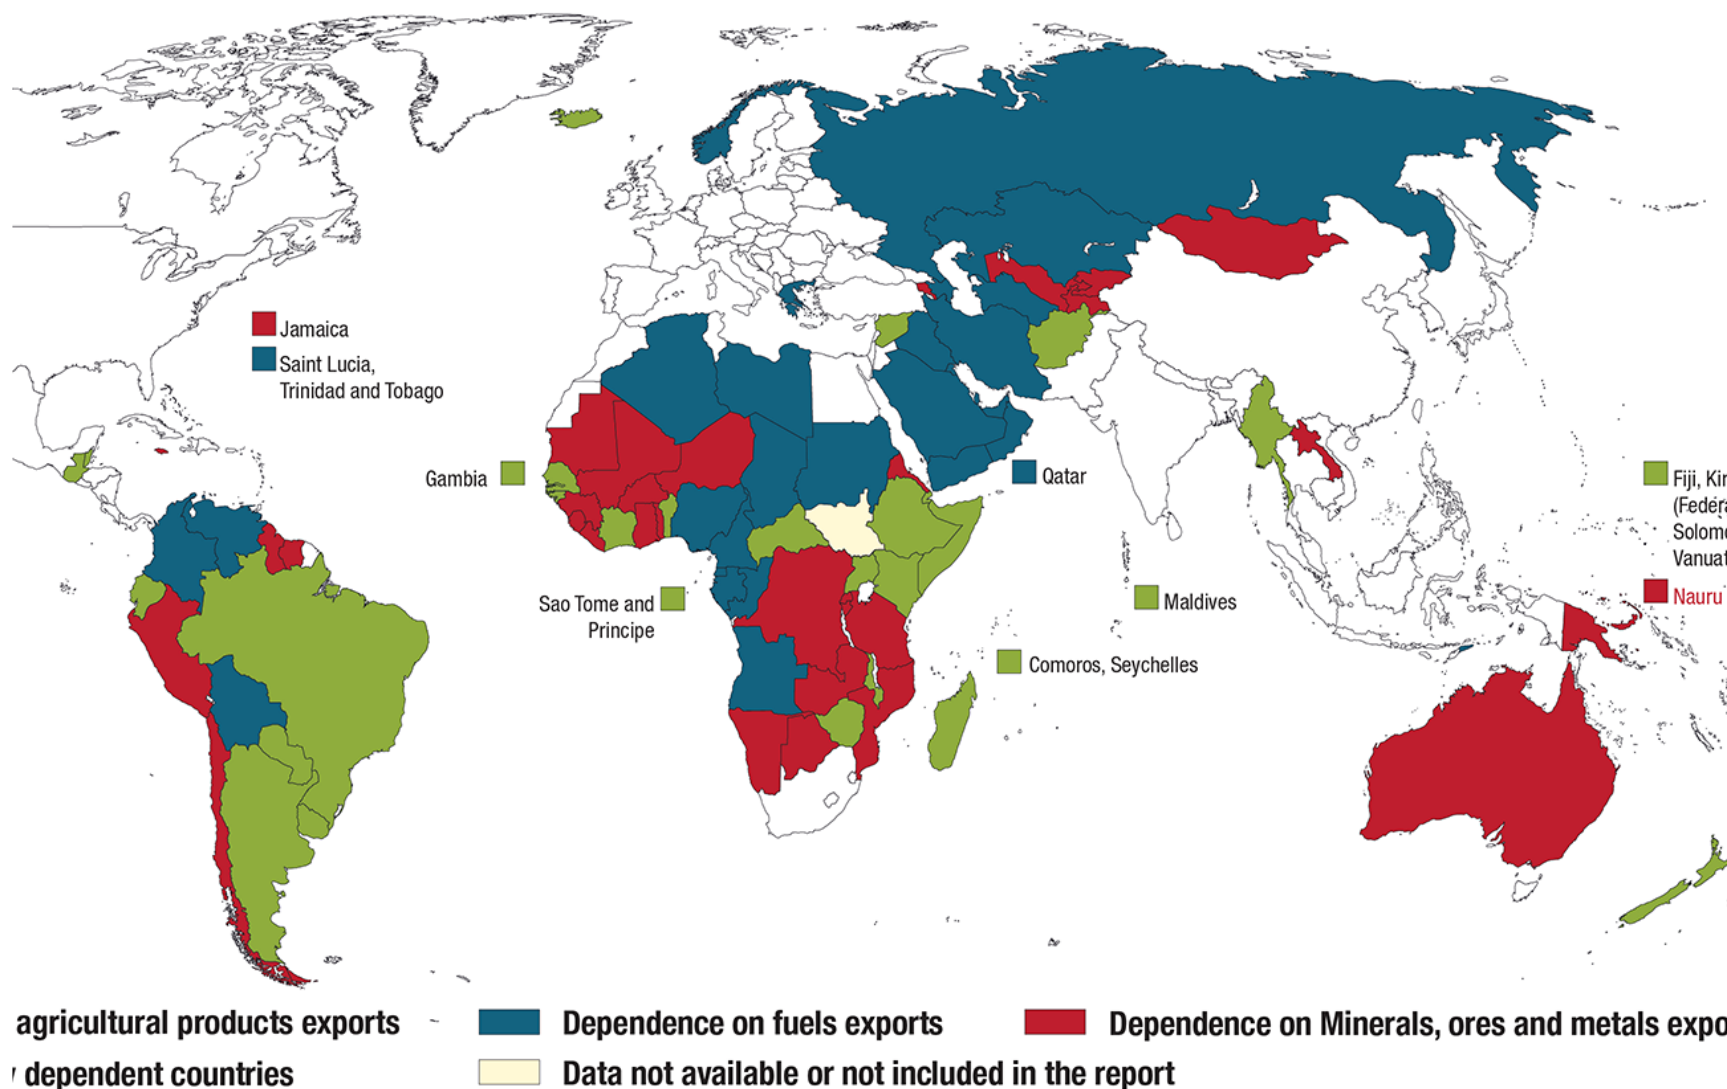 Jamaica
Saint Lucia,
Trinidad and Tobago
Gambia
Qatar
Fiji,
Vanuat
Nauru
Sao Tome and
Principe
Maldives
Comoros, Seychelles
agricultural products exports
Dependence on fuels exports
Dependence on Minerals, ores and metals expo
dependent countries
Data not available or not included in the report